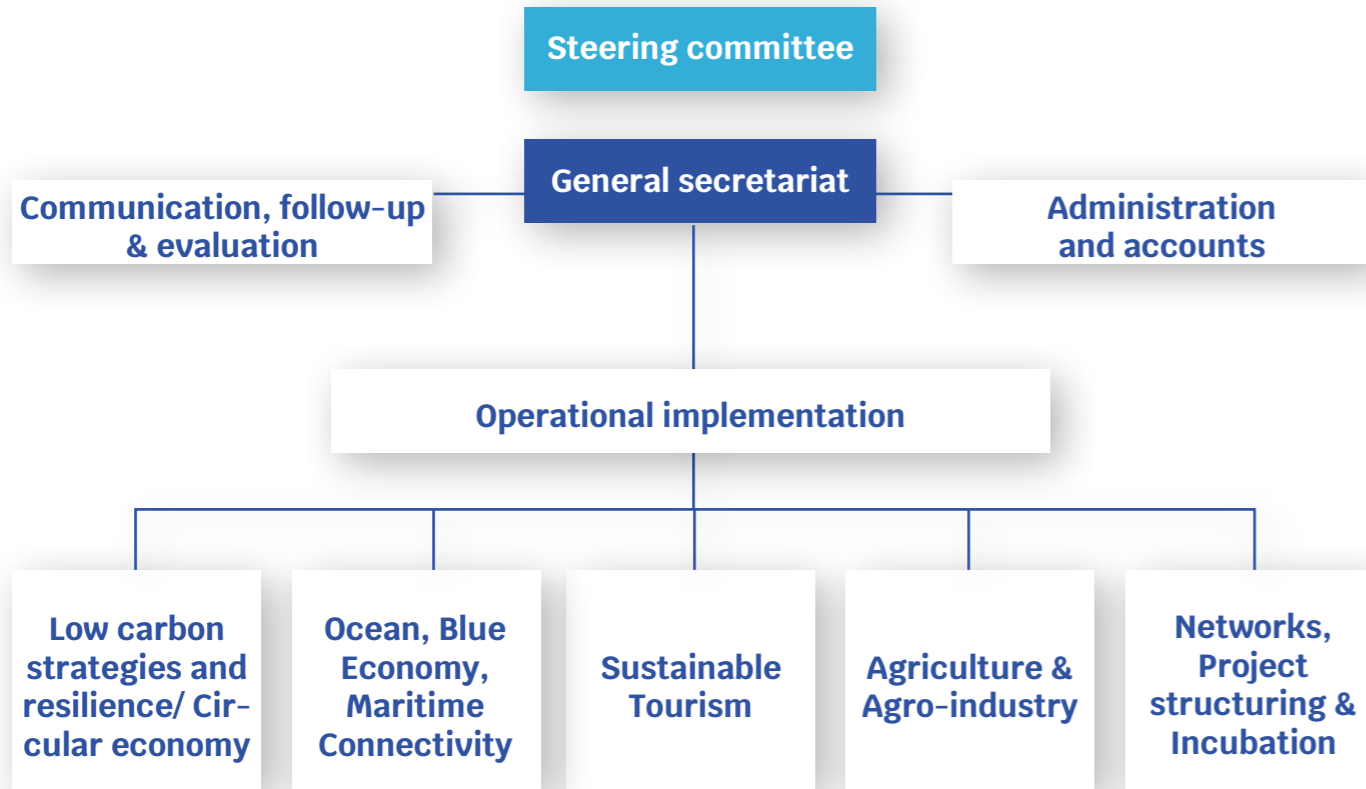 Steering committee
General secretariat
Communication, follow-up
& evaluation
Administration
and accounts
Operational implementation
Low carbon
strategies and
resilience/ Cir-
cular economy
Ocean, Blue
Economy,
Maritime
Connectivity
Sustainable
Tourism
Agriculture &
Agro-industry
Networks,
Project
structuring &
Incubation